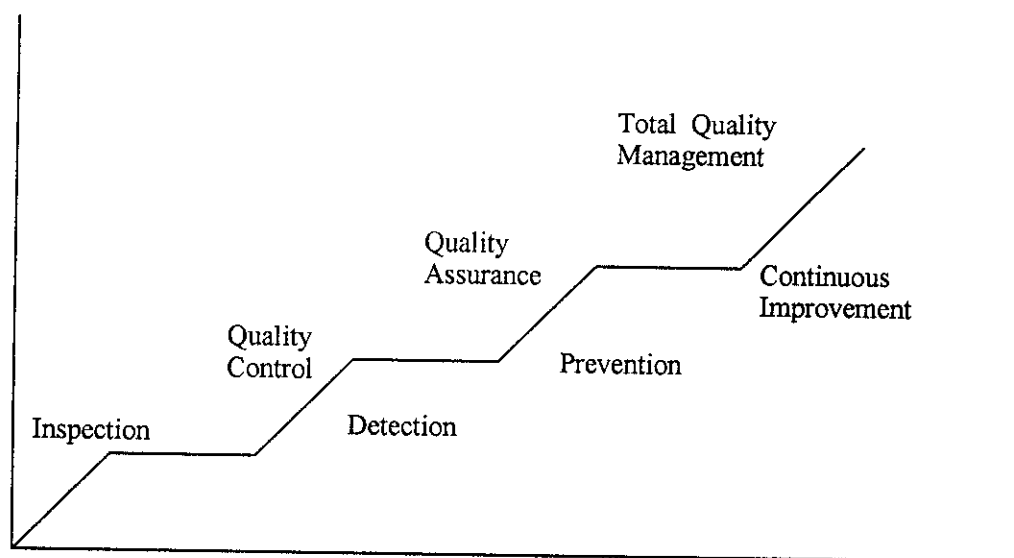 Total Quality
Management
Quality
Assurance
Continuous
Improvement
Quality
Control
Prevention
Inspection
Detection